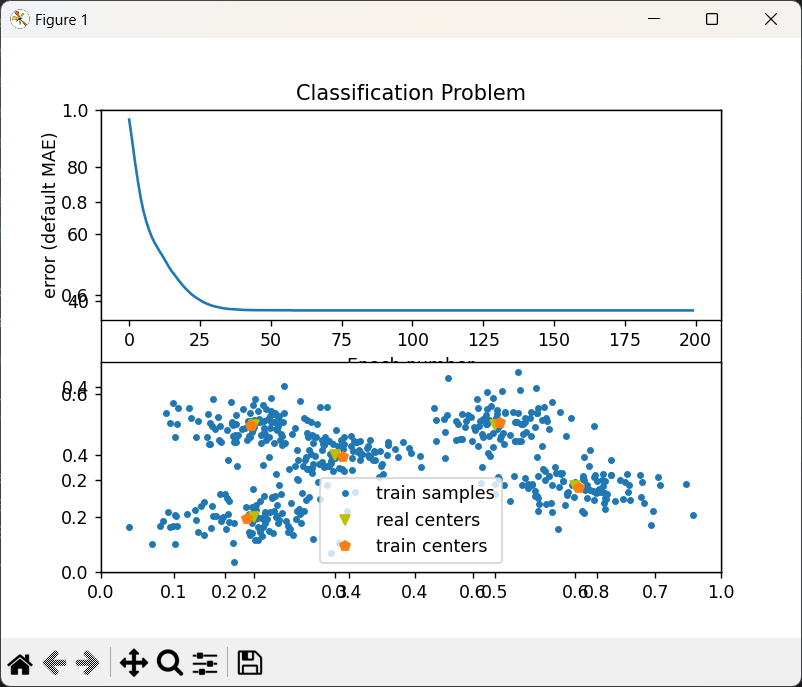 Figure 1
Classification Problem
error (default MAE)
1.0
80
0.8
60
0.6
40
0 25 50 75 100 125 150 175 200
Epoch number
0.4
0.6
0.4
0.2
0.2
0.0
train samples
real centers
train centers
0.0 0.1 0.2 0.2 0.3 0.4 0.4 0.6 0.5 0.6 0.8 0.7 1.0